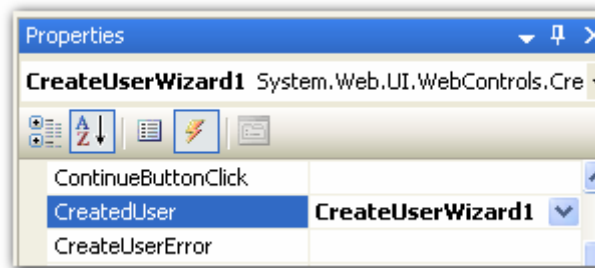 Properties
CreateUserWizard1 System.Web.UI.WebControls.Cre
A Z
ContinueButtonClick
CreatedUser CreateUserWizard1
CreateUserError